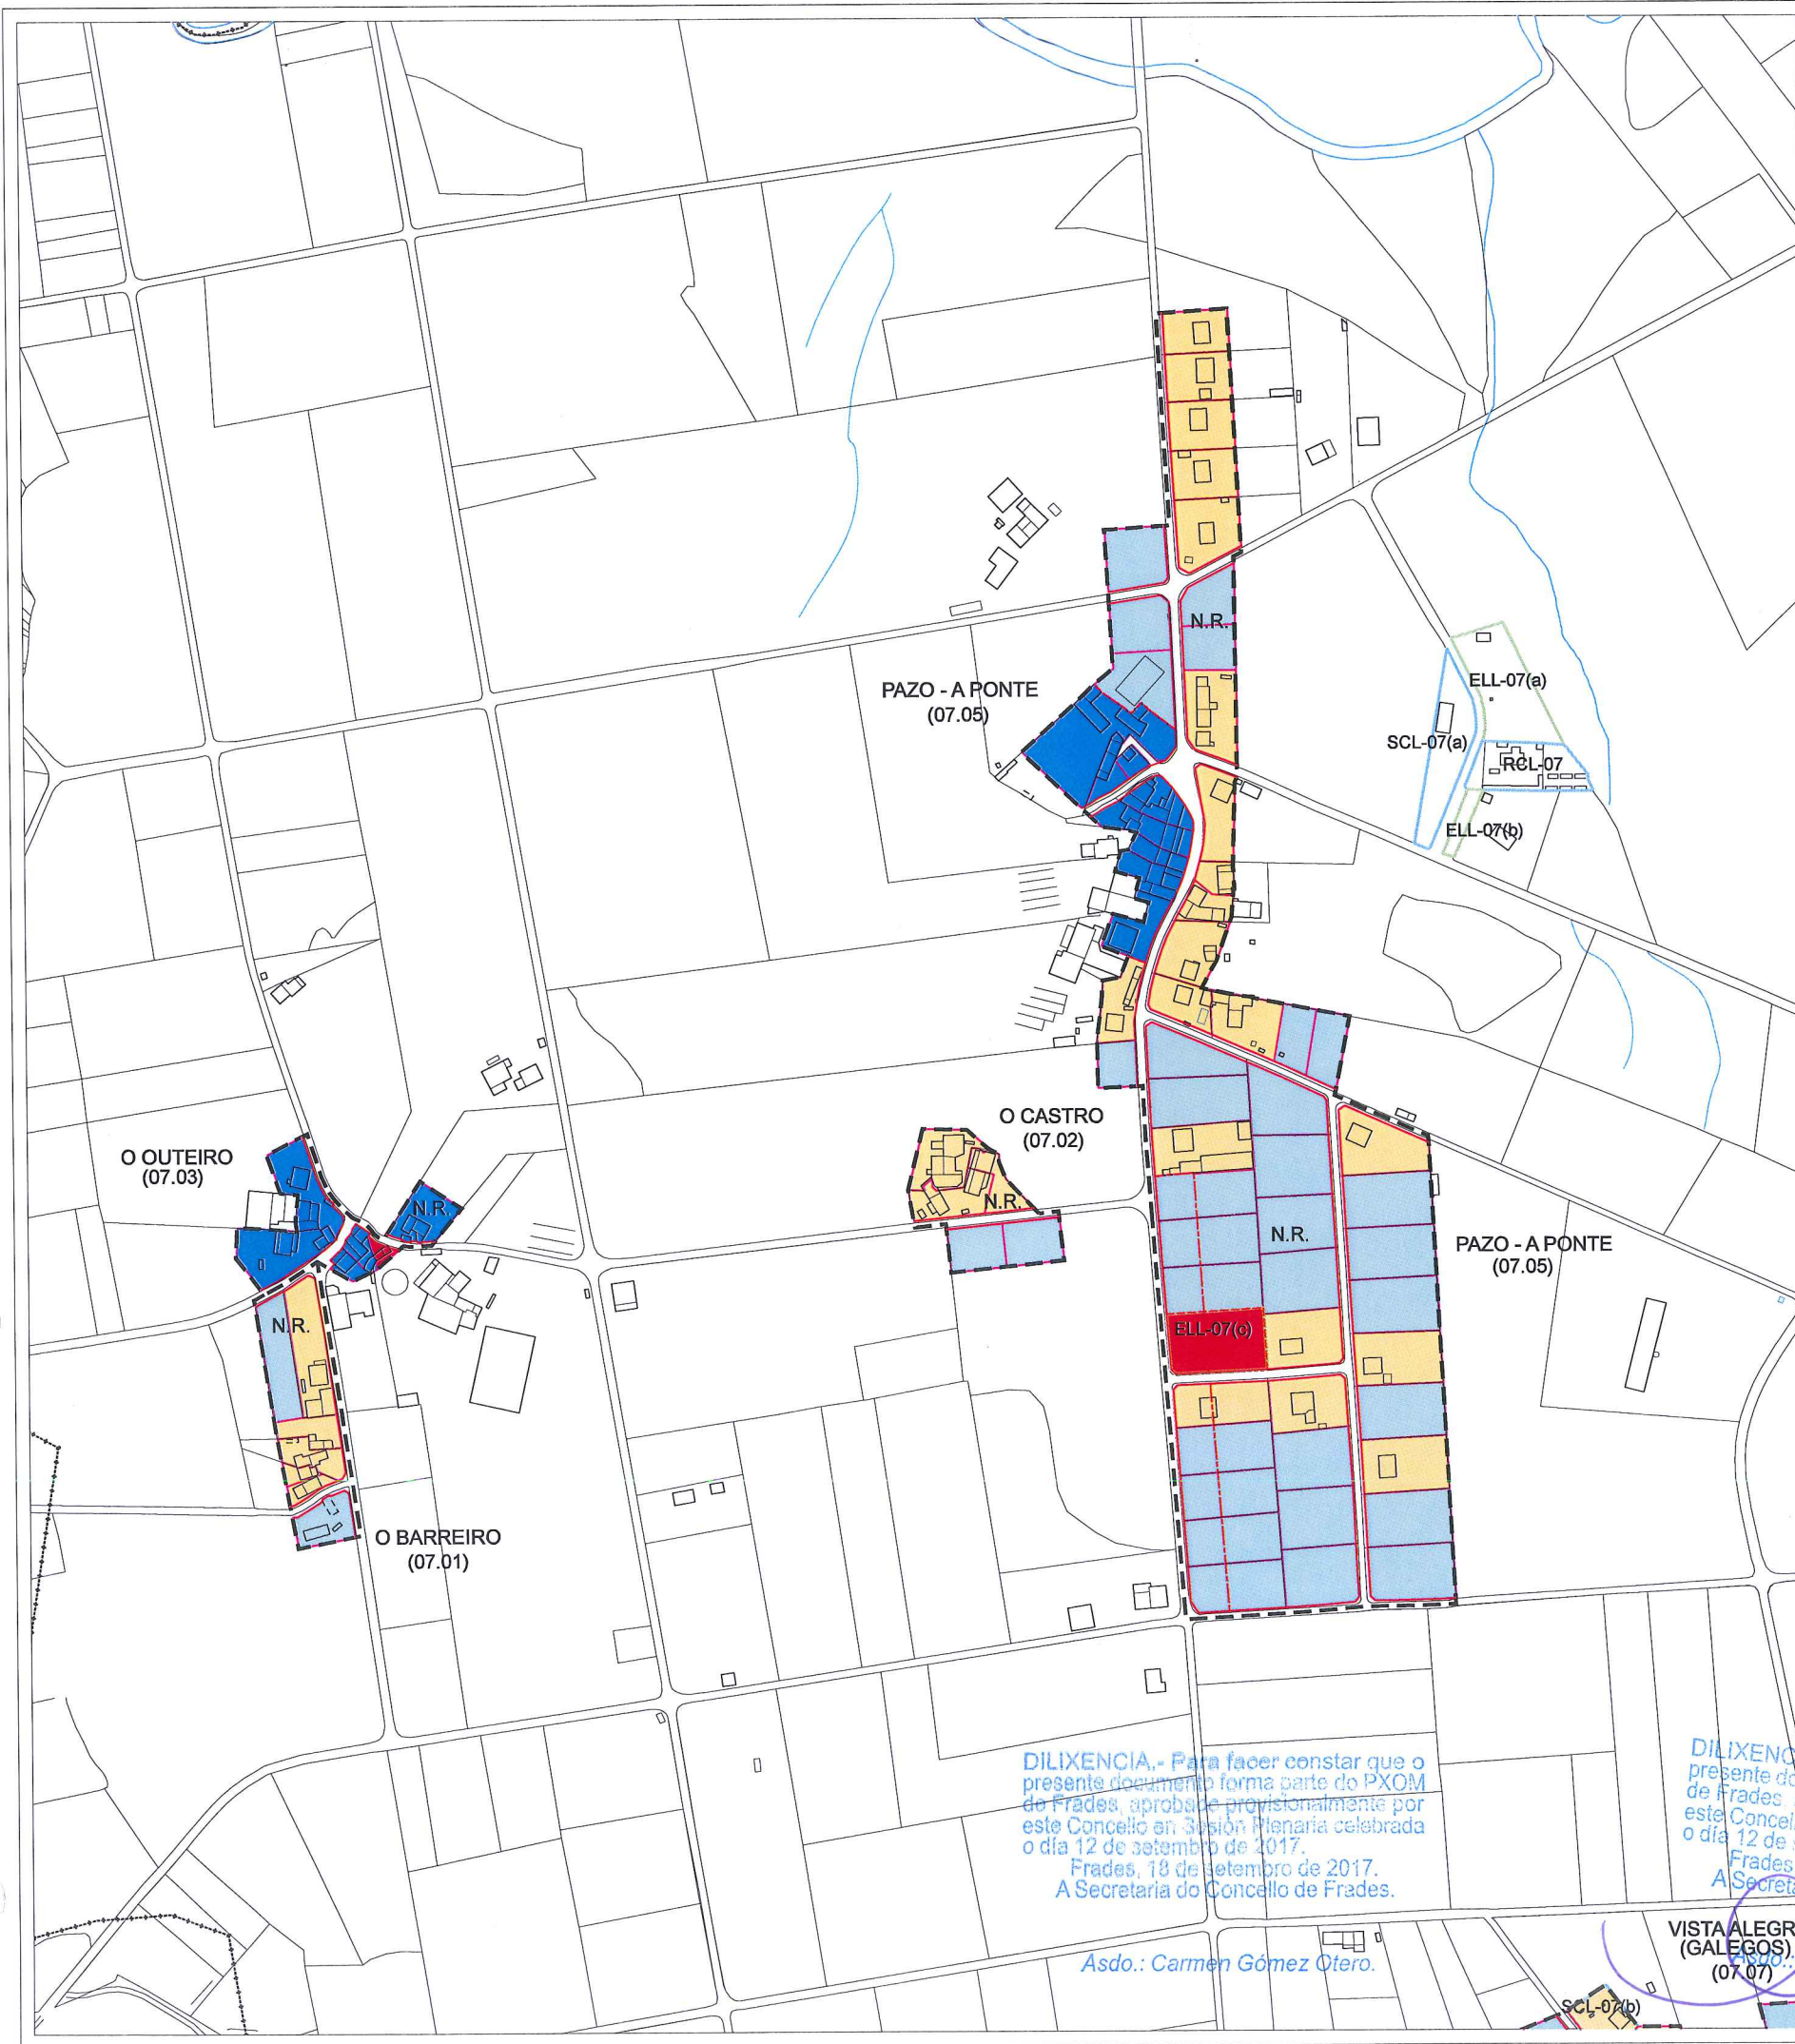 N.R.
PAZO - A PONTE
(07.05)
ELL-07(a)
SCL-07(a)
RCL-07
ELL-07(b)
O CASTRO
(07.02)
O OUTEIRO
(07.03)
N.R.
N.R.
N.R.
PAZO - A PONTE
(07.05)
N.R.
ELL-07(c)
O BARREIRO
(07.01)
DILIXENCIA.- Para facer constar que o
presente documento forma parte do PXOM
de Frades, aprobado provisionalmente por
este Concello en Sesión Plenaria celebrada
o día 12 de setembro de 2017.
Frades, 18 de setembro de 2017.
A Secretaria do Concello de Frades.
Asdo.: Carmen Gómez Otero.
DILIXENC
presente do
de Frades,
este Concel
o día 12 de
Frades
A Secreta
Asdo.:
VISTA ALEGR
(GALEGOS)
(07.07)
SCL-07(b)